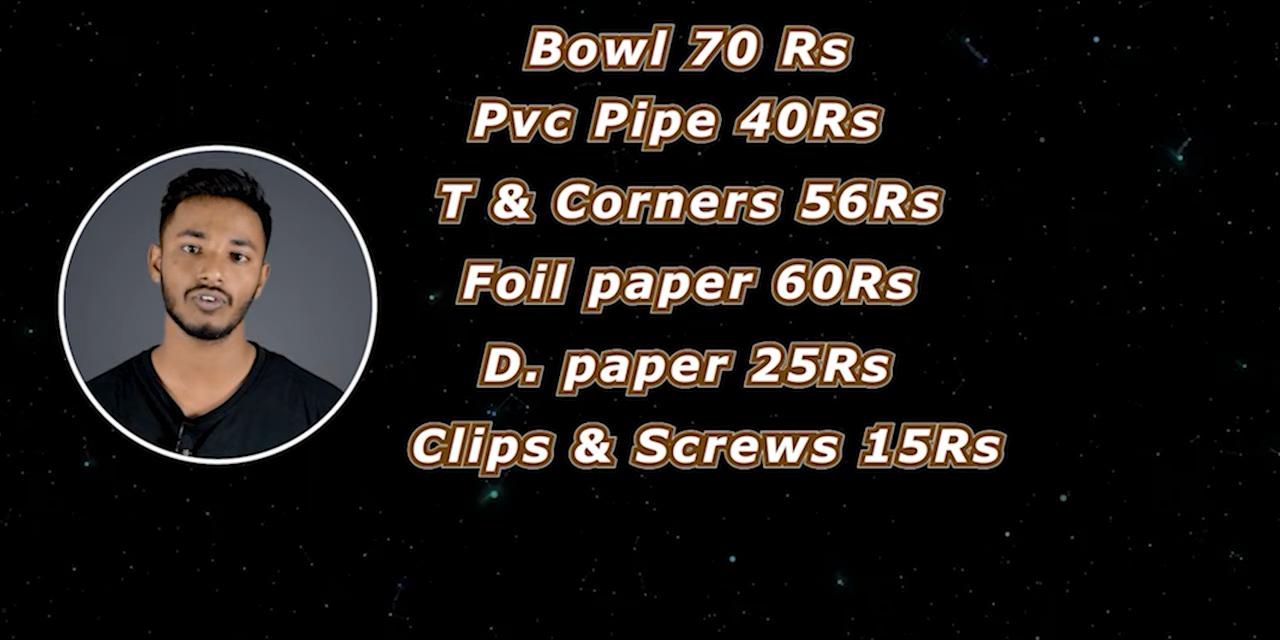 Bowl 70 Rs
Pvc Pipe 40Rs
T & Corners 56Rs
Foil paper 60Rs
D. paper 25Rs
Clips & Screws 15Rs